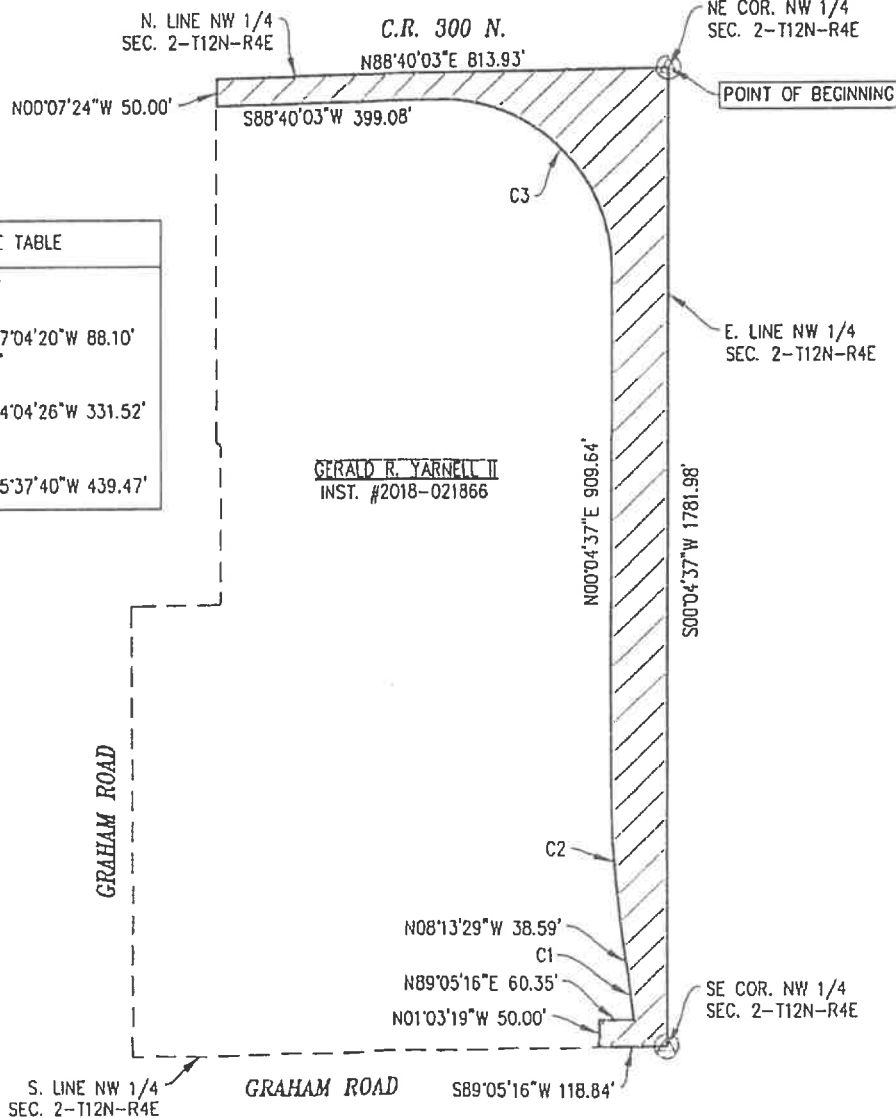 N. LINE NW 1/4
SEC. 2-T12N-R4E
C.R. 300 N.
NE COR. NW 1/4
SEC. 2-T12N-R4E
N88°40'03"E 813.93'
POINT OF BEGINNING
N00°07'24"W 50.00'
S88°40'03"W 399.08'
C3
TABLE
7°04'20"W 88.10'
4°04'26"W 331.52'
5°37'40"W 439.47'
E. LINE NW 1/4
SEC. 2-T12N-R4E
GERALD R. YARNELL II
INST. #2018-021866
N00°04'37"E 909.64'
S00°04'37"W 1781.98'
GRAHAM ROAD
C2
N08°13'29"W 38.59'
C1
N89°05'16"E 60.35'
N01°03'19"W 50.00'
SE COR. NW 1/4
SEC. 2-T12N-R4E
S. LINE NW 1/4
SEC. 2-T12N-R4E
GRAHAM ROAD
S89°05'16"W 118.84'